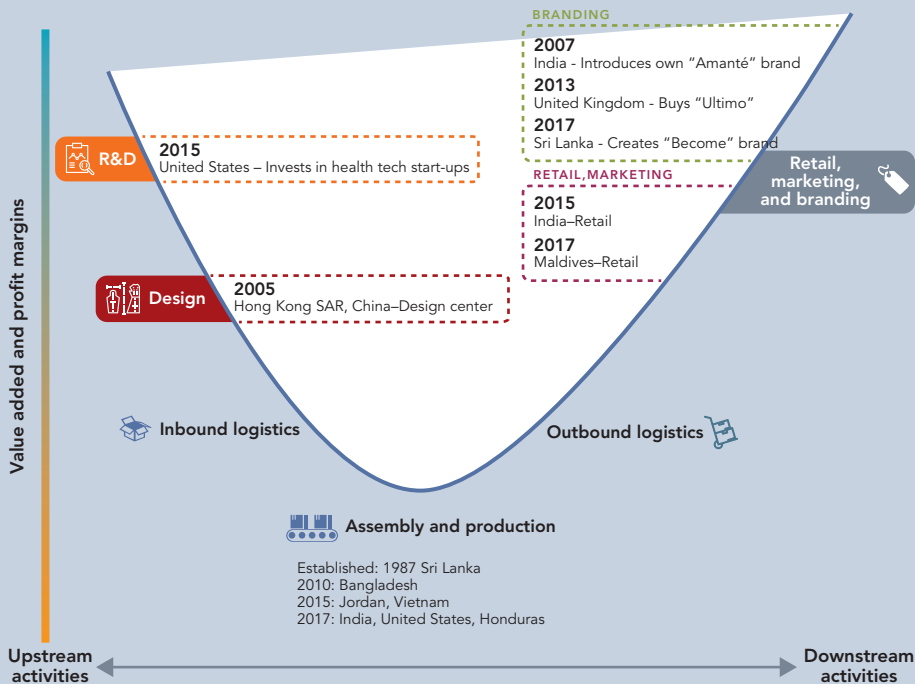 BRANDING
2007
India - Introduces own “Amanté” brand
2013
United Kingdom - Buys “Ultimo”
2017
Sri Lanka - Creates “Become” brand
R&D
2015
United States – Invests in health tech start-ups
RETAIL,MARKETING
2015
India–Retail
2017
Maldives–Retail
Retail,
marketing,
and branding
Design
2005
Hong Kong SAR, China–Design center
Value added and profit margins
Inbound logistics
Outbound logistics
Assembly and production
Established: 1987 Sri Lanka
2010: Bangladesh
2015: Jordan, Vietnam
2017: India, United States, Honduras
Upstream
activities
Downstream
activities